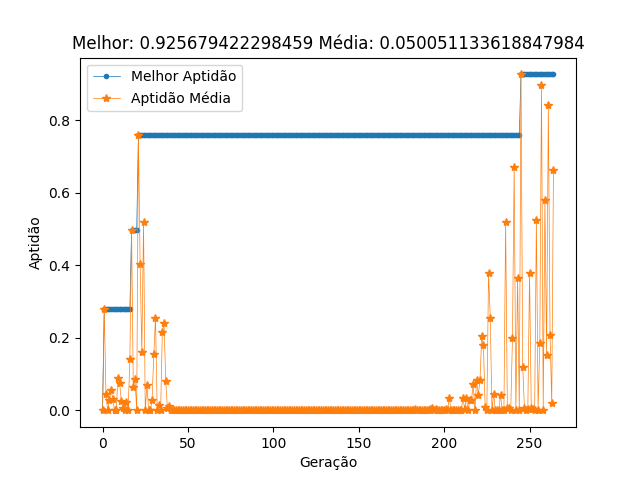 Melhor: 0.925679422298459 Média: 0.050051133618847984
Melhor Aptidão
Aptidão Média
Aptidão
0.8
0.6
0.4
0.2
0.0
0 50 100 150 200 250
Geração